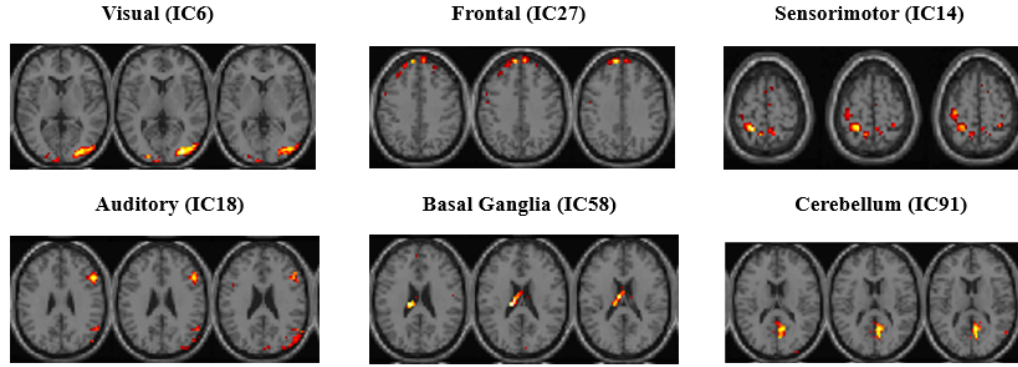 Visual (IC6)
Frontal (IC27)
Sensorimotor (IC14)
Auditory (IC18)
Basal Ganglia (IC58)
Cerebellum (IC91)